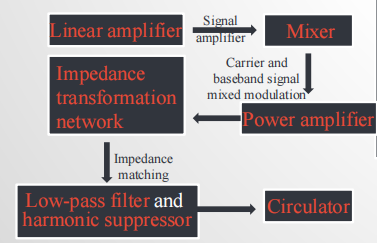 Linear amplifier
Signal
amplifier
Mixer
Carrier and
baseband signal
mixed modulation
Impedance
transformation
network
Power amplifier
Impedance
matching
Low-pass filter and
harmonic suppressor
Circulator